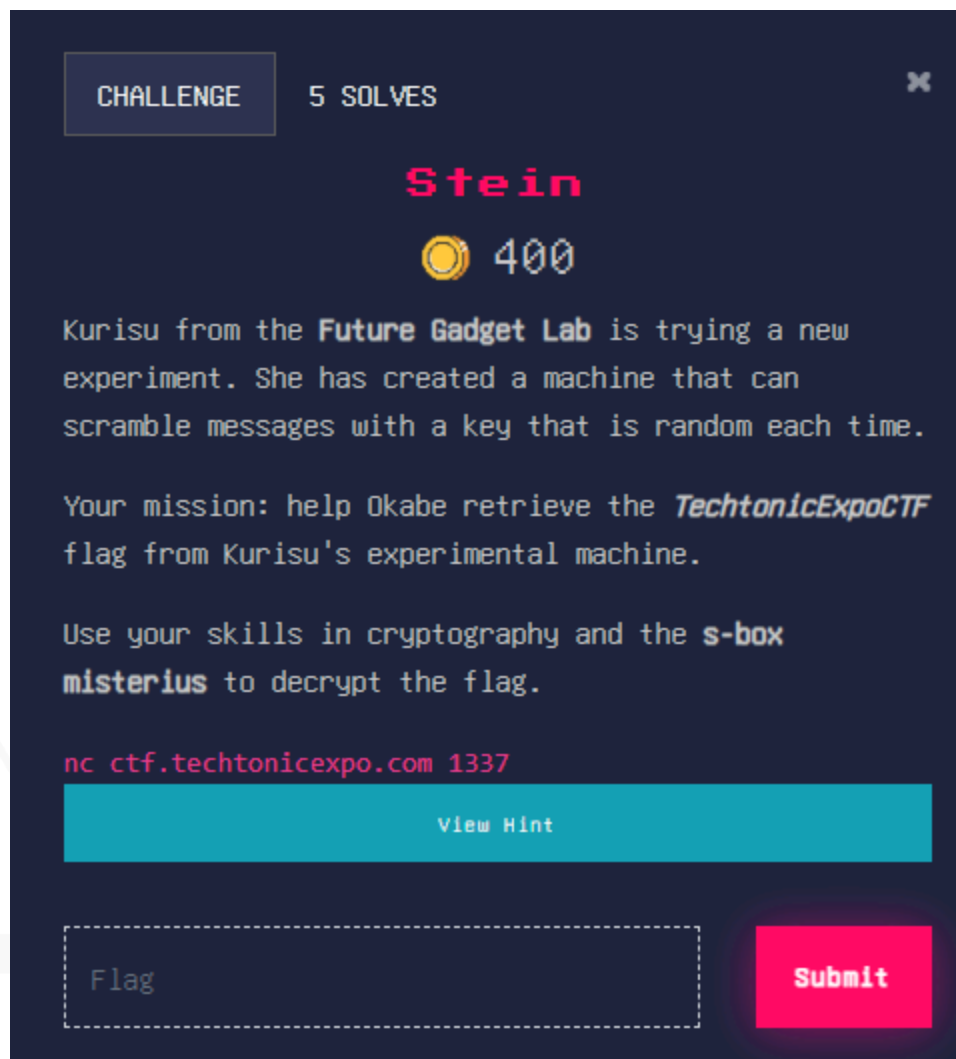 CHALLENGE 5 SOLVES
Stein
400
Kurisu from the Future Gadget Lab is trying a new
experiment. She has created a machine that can
scramble messages with a key that is random each time.
Your mission: help Okabe retrieve the TechtonicExpoCTF
flag from Kurisu's experimental machine.
Use your skills in cryptography and the s-box
misterius to decrypt the flag.
nc ctf.techtonicexpo.com 1337
View Hint
Flag
Submit